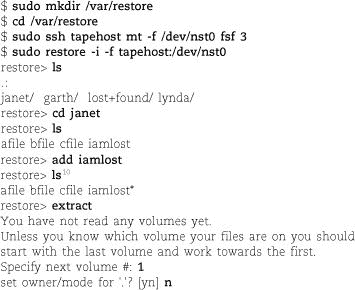 $ sudo mkdir /var/restore
$ cd /var/restore
$ sudo ssh tapehost mt -f /dev/nst0 fsf 3
$ sudo restore -i -f tapehost:/dev/nst0
restore> ls
.:
janet/ garth/ lost+found/ lynda/
restore> cd janet
restore> ls
afile bfile cfile iamlost
restore> add iamlost
restore> ls10
afile bfile cfile iamlost*
restore> extract
You have not read any volumes yet.
Unless you know which volume your files are on you should
start with the last volume and work towards the first.
Specify next volume #: 1
set owner/mode for '.'? [yn] n